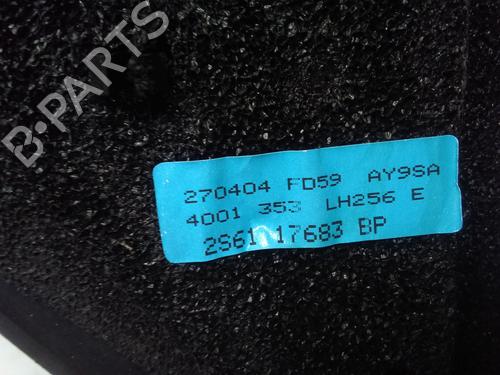 B-PARTS
270404 FD59 AY9SA
4001 353 LH256 E
2S61 17683 BP